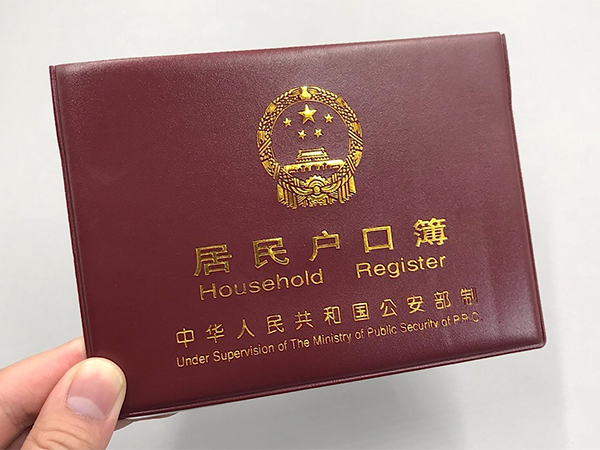 居民户口簿
Household Register
中华人民共和国公安部制
Under Supervision of The Ministry of Public Security of P.R.C.